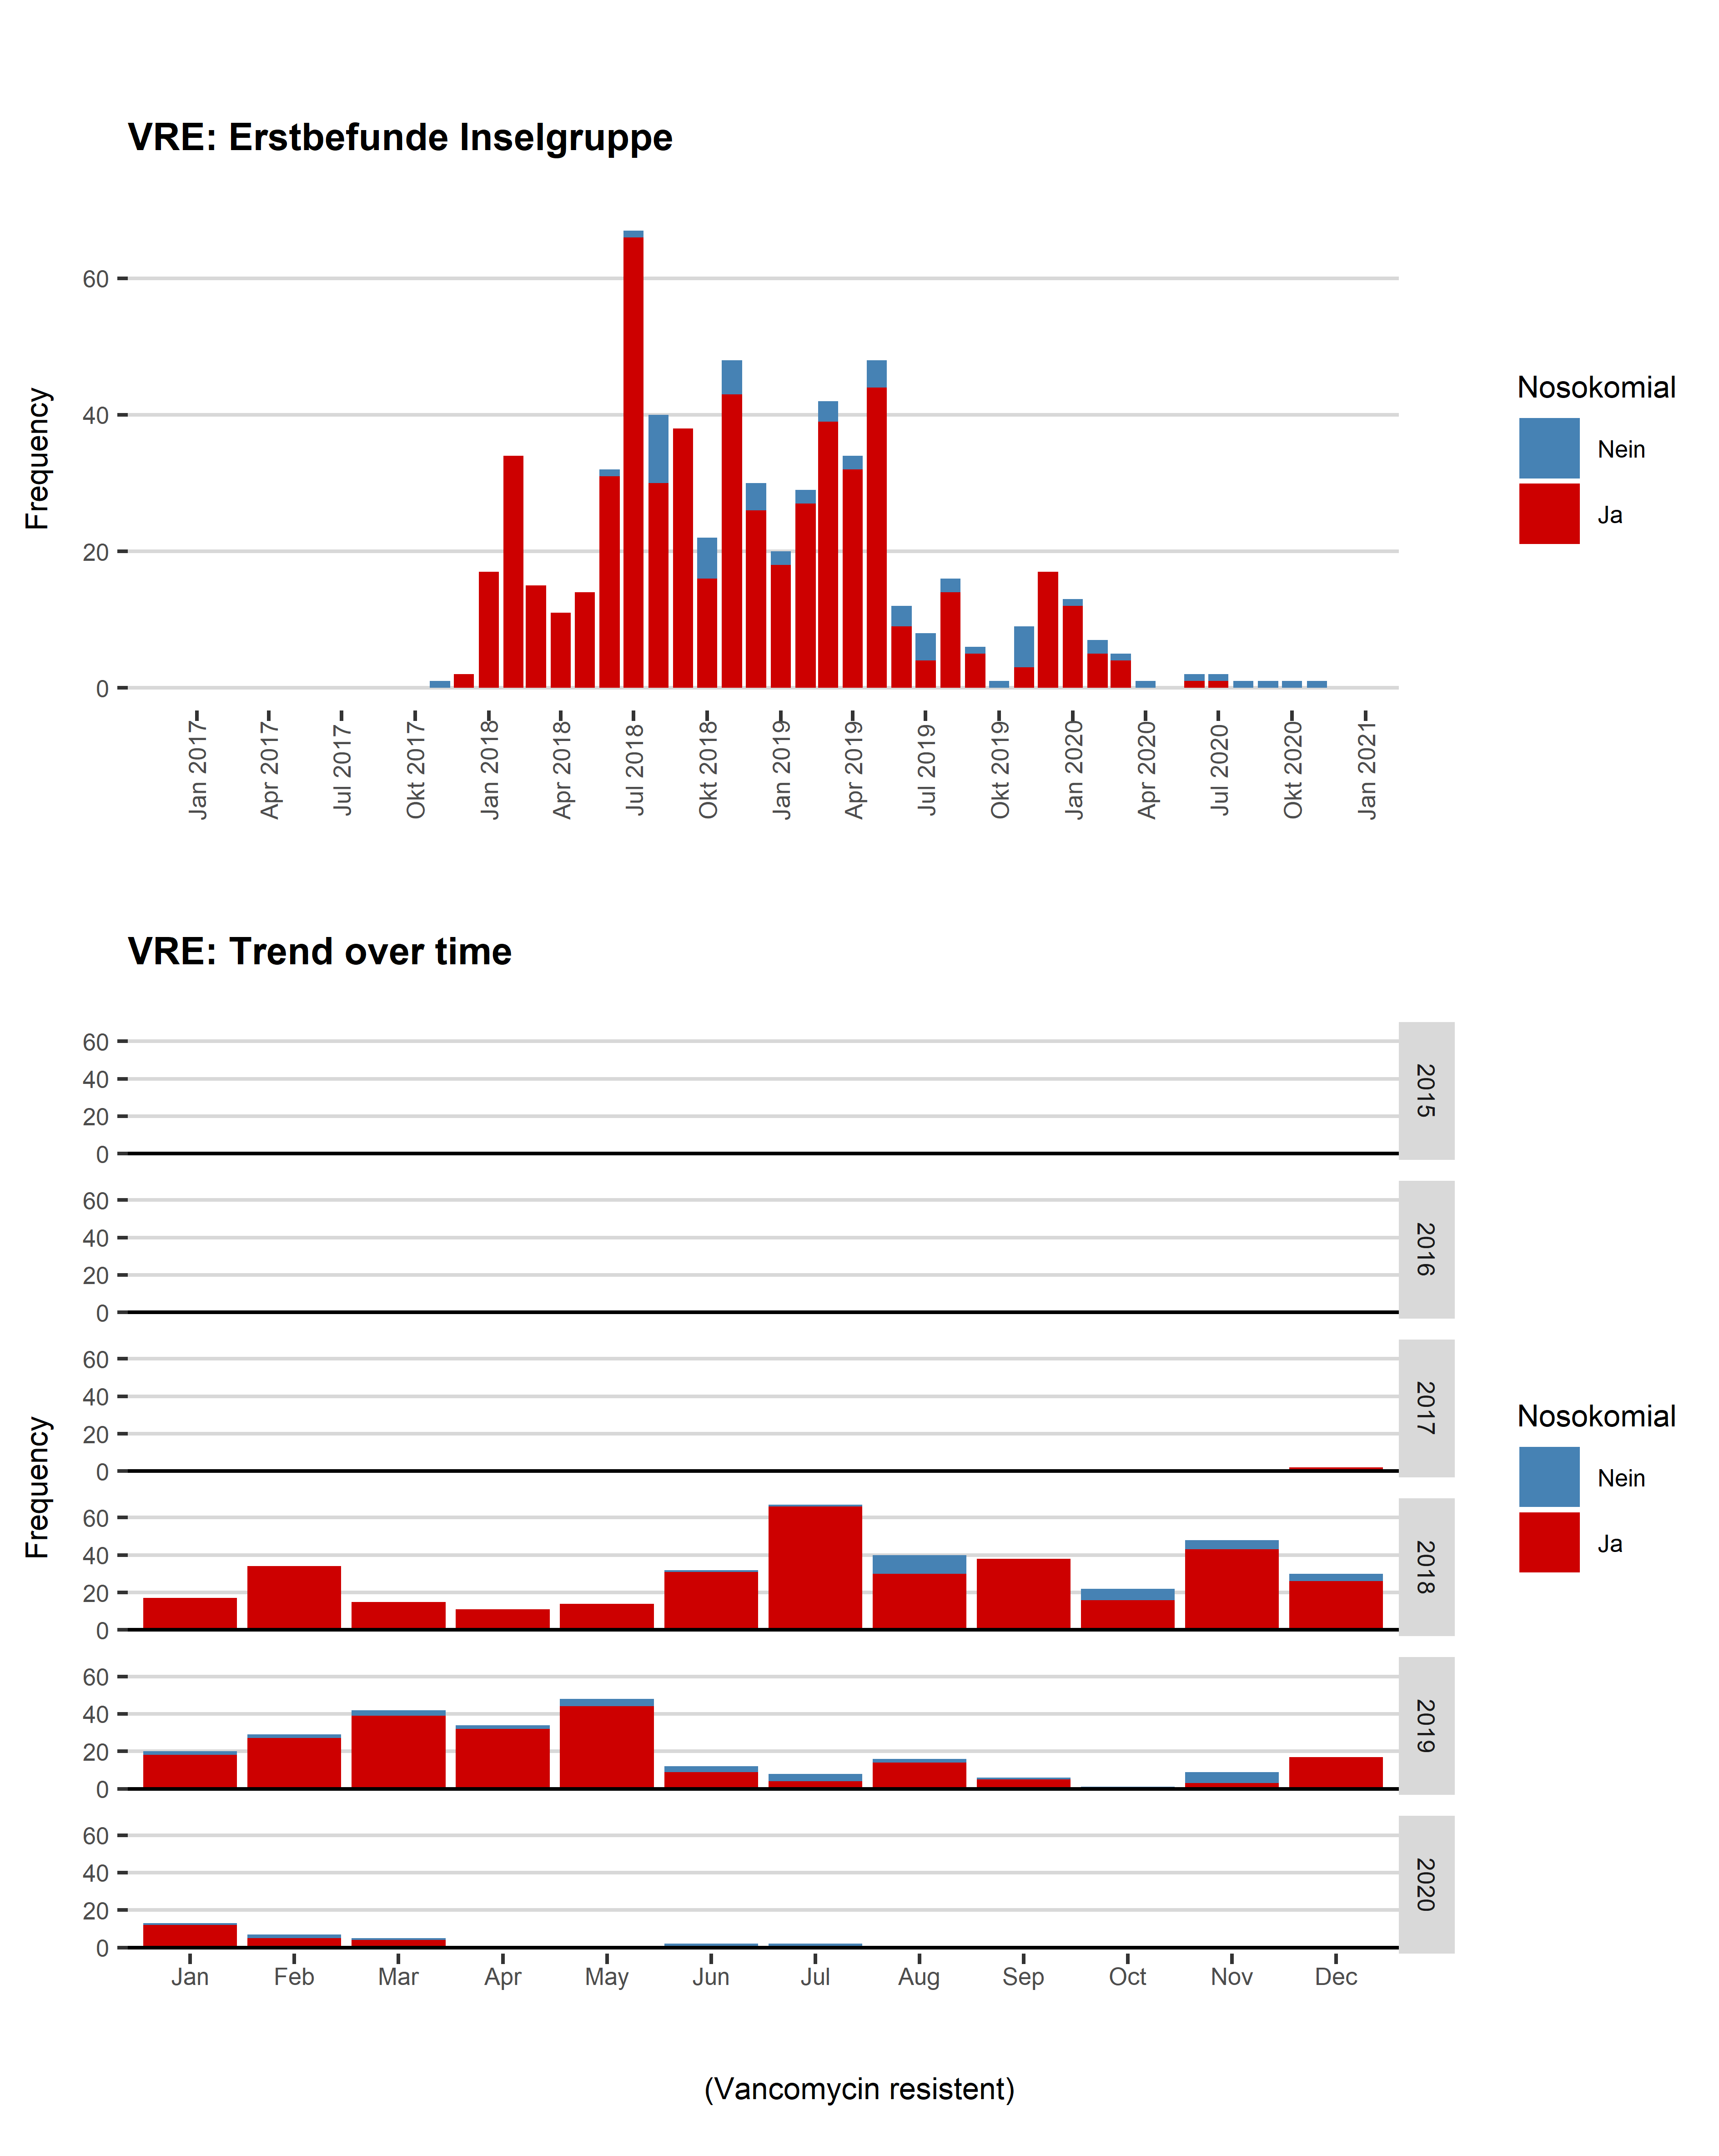 VRE: Erstbefunde Inselgruppe
Frequency
60
40
20
0
Jan 2017
Apr 2017
Jul 2017
Okt 2017
Jan 2018
Apr 2018
Jul 2018
Okt 2018
Jan 2019
Apr 2019
Jul 2019
Okt 2019
Jan 2020
Apr 2020
Jul 2020
Okt 2020
Jan 2021
Nosokomial
Nein
Ja
VRE: Trend over time
Frequency
60
40
20
0
2015
60
40
20
0
2016
60
40
20
0
2017
60
40
20
0
2018
60
40
20
0
2019
60
40
20
0
2020
Jan Feb Mar Apr May Jun Jul Aug Sep Oct Nov Dec
Nosokomial
Nein
Ja
(Vancomycin resistent)